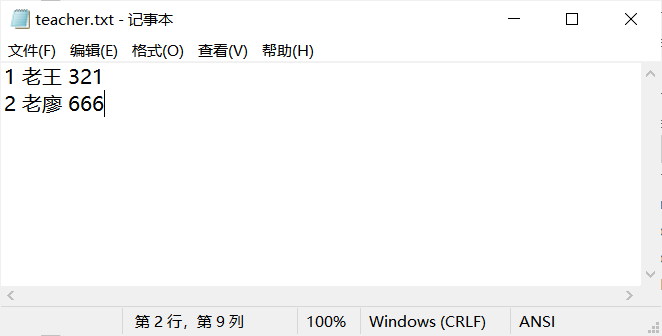 teacher.txt - 记事本
文件(F) 编辑(E) 格式(O) 查看(V) 帮助(H)
1 老王 321
2 老廖 666
第 2 行，第 9 列 100% Windows (CRLF) ANSI